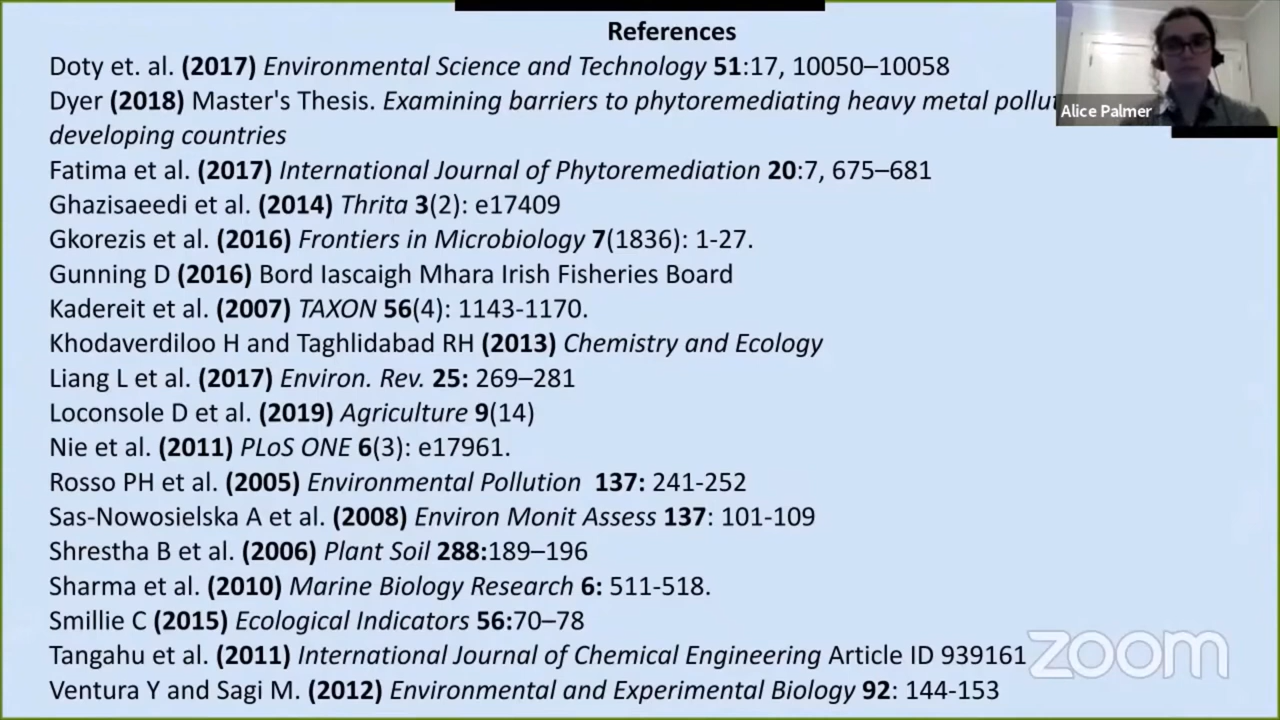 References
Doty et. al. (2017) Environmental Science and Technology 51:17, 10050–10058
Dyer (2018) Master's Thesis. Examining barriers to phytoremediating heavy metal
developing countries
Fatima et al. (2017) International Journal of Phytoremediation 20:7, 675–681
Ghazisaeedi et al. (2014) Thrita 3(2): e17409
Gkorezis et al. (2016) Frontiers in Microbiology 7(1836): 1-27.
Gunning D (2016) Bord Iascaigh Mhara Irish Fisheries Board
Kadereit et al. (2007) TAXON 56(4): 1143-1170.
Khodaverdiloo H and Taghlidabad RH (2013) Chemistry and Ecology
Liang L et al. (2017) Environ. Rev. 25: 269–281
Loconsole D et al. (2019) Agriculture 9(14)
Nie et al. (2011) PLoS ONE 6(3): e17961.
Rosso PH et al. (2005) Environmental Pollution 137: 241-252
Sas-Nowosielska A et al. (2008) Environ Monit Assess 137: 101-109
Shrestha B et al. (2006) Plant Soil 288:189–196
Sharma et al. (2010) Marine Biology Research 6: 511-518.
Smillie C (2015) Ecological Indicators 56:70–78
Tangahu et al. (2011) International Journal of Chemical Engineering Article ID 939161
Ventura Y and Sagi M. (2012) Environmental and Experimental Biology 92: 144-153
Alice Palmer
zoom